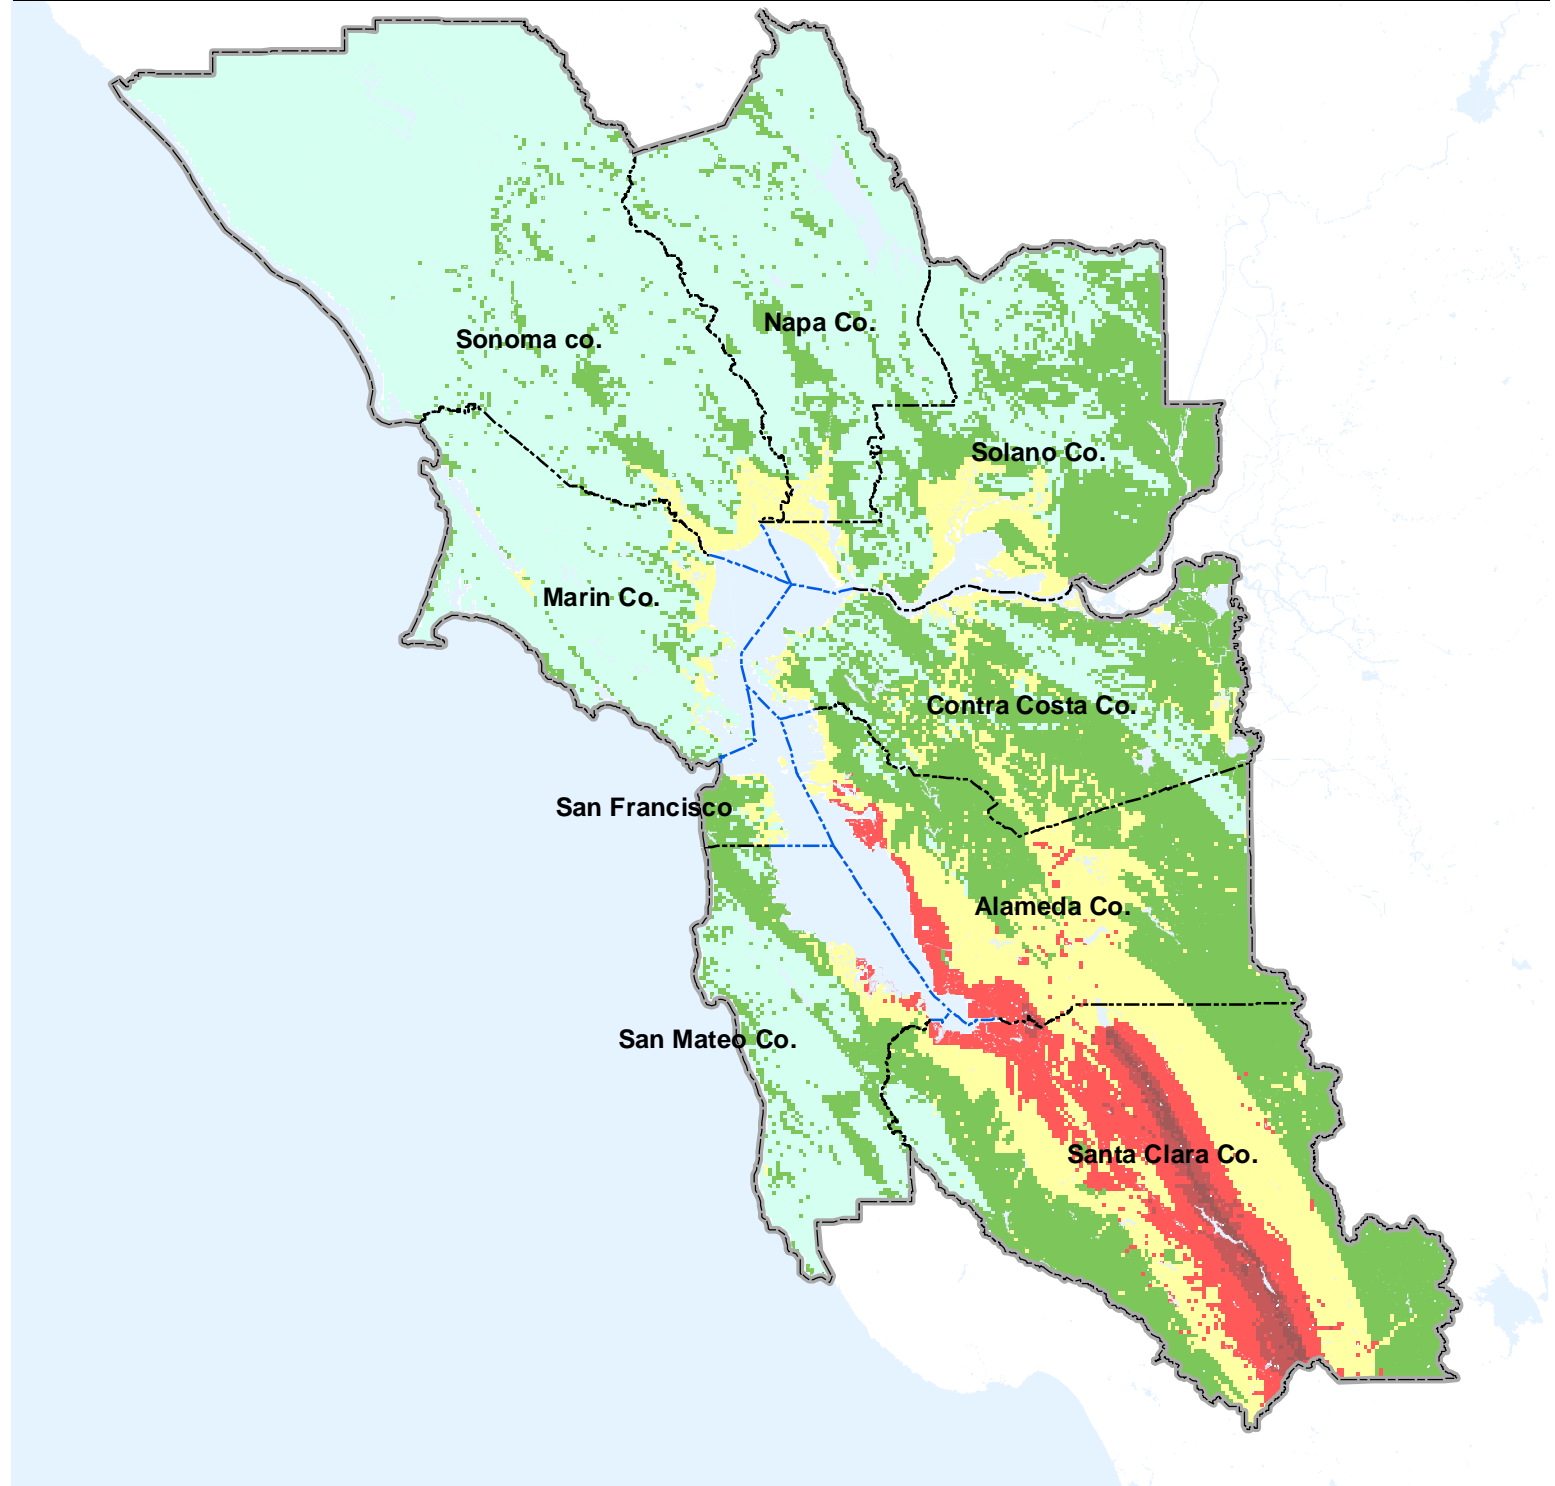 Napa Co.
Sonoma co.
Solano Co.
Marin Co.
Contra Costa Co.
San Francisco
Alameda Co.
San Mateo Co.
Santa Clara Co.